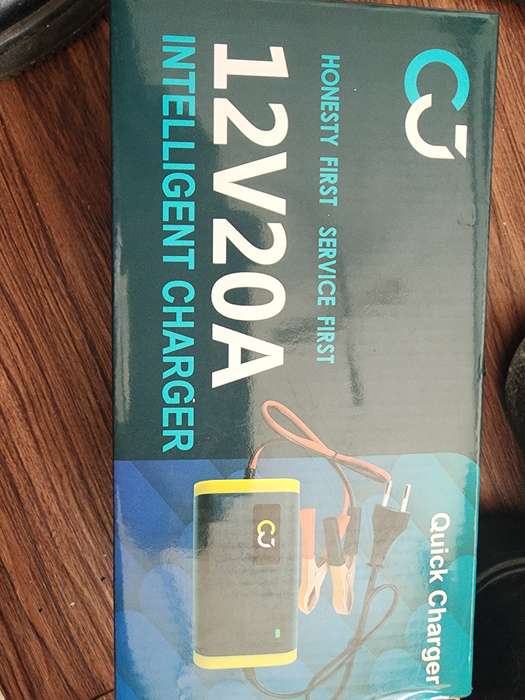 CJ
HONESTY FIRST SERVICE FIRST
12V20A
INTELLIGENT CHARGER
Quick Charger
CJ